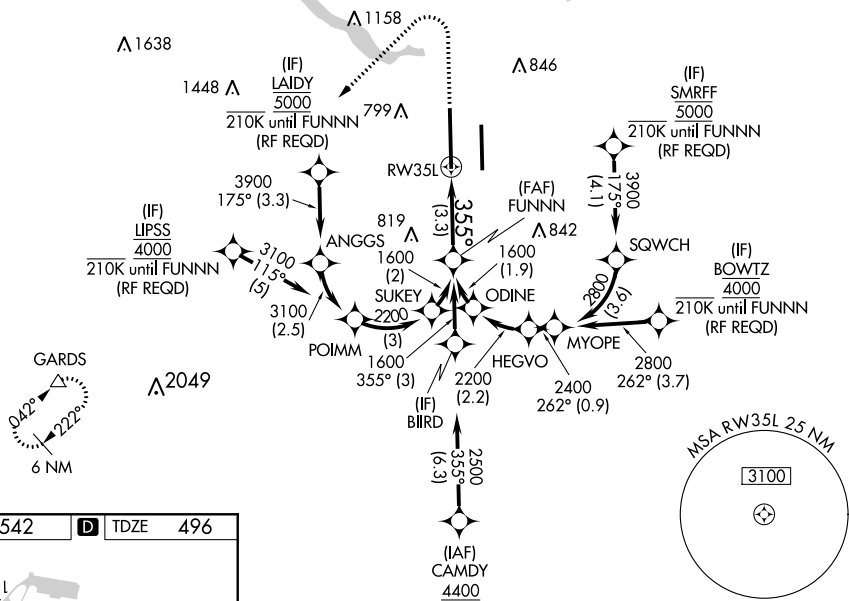 1158
1638
846
(IF)
LAIDY
5000
210K until FUNNN
(RF REQD)
1448
799
(IF)
SMRFF
5000
210K until FUNNN
(RF REQD)
RW35L
3900
175° (3.3)
3900
175°
(4.1)
355°
(3.3)
(FAF)
FUNNN
(IF)
LIPSS
4000
210K until FUNNN
(RF REQD)
3100
115°
(5)
ANGGS
819
842
1600
(2)
1600
(1.9)
SQWCH
(IF)
BOWTZ
4000
210K until FUNNN
(RF REQD)
3100
(2.5)
SUKEY
ODINE
2800
(3.6)
2200
(3)
POIMM
1600
355° (3)
HEGVO
MYOPE
2200
(2.2)
2400
262° (0.9)
2800
262° (3.7)
(IF)
BIIRD
GARDS
042°
222°
6 NM
2049
2500
355°
(6.3)
MSA RW35L 25 NM
3100
542
D
TDZE 496
(IAF)
CAMDY
4400